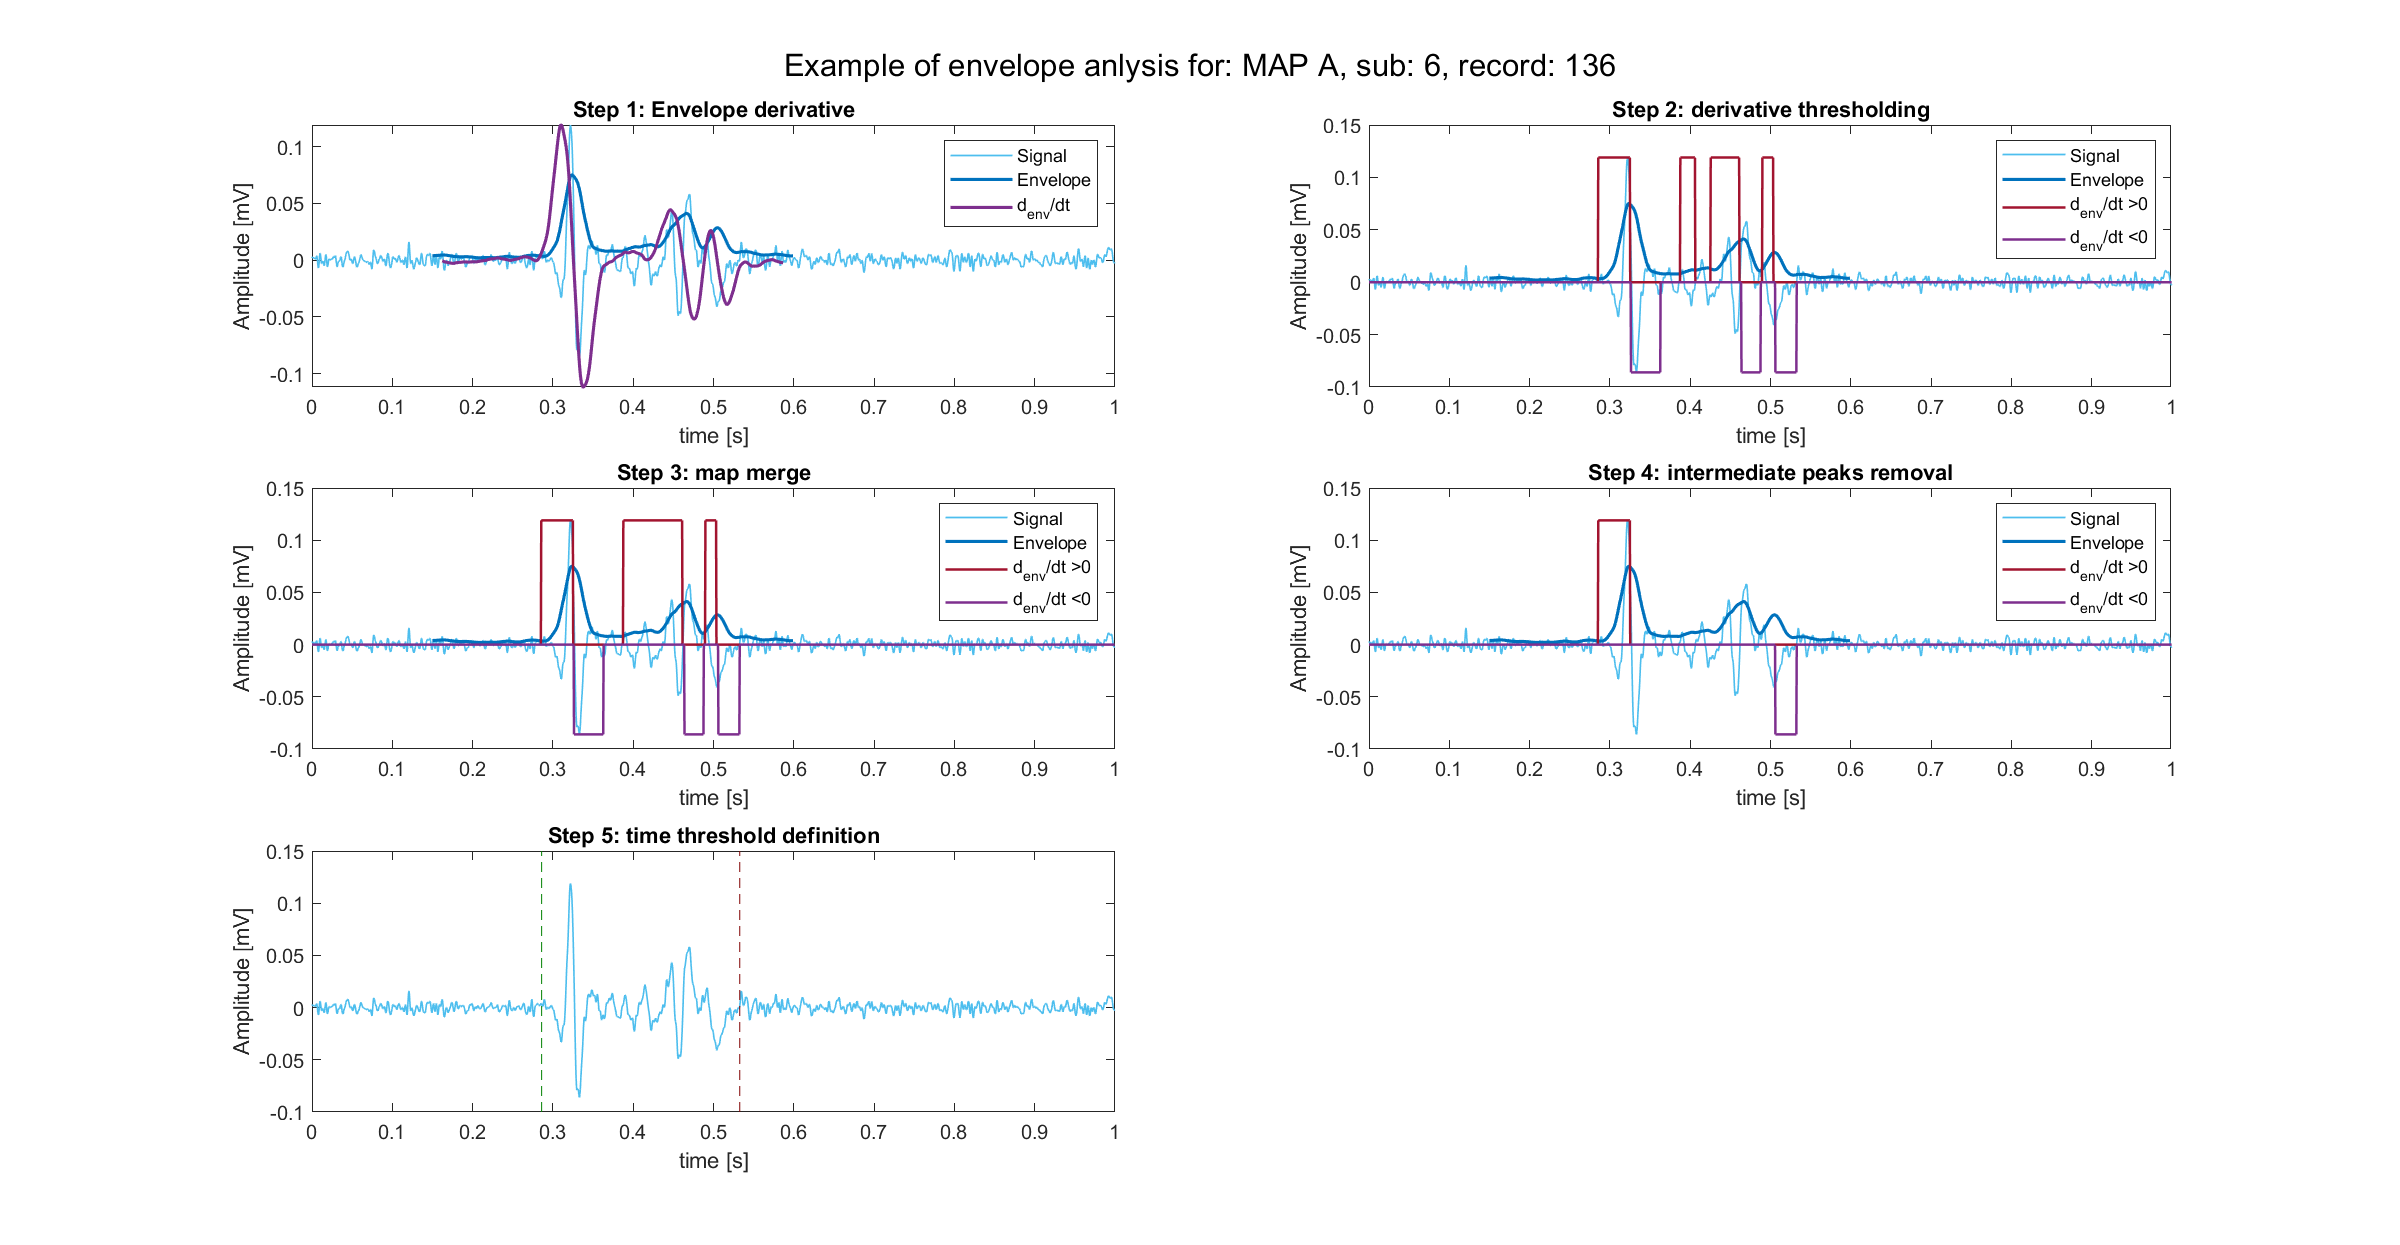 Example of envelope anlysis for: MAP A, sub: 6, record: 136
Step 1: Envelope derivative
Amplitude [mV]
0.1
0.05
0
-0.05
-0.1
Signal
Envelope
d_env/dt
0 0.1 0.2 0.3 0.4 0.5 0.6 0.7 0.8 0.9 1
time [s]
Step 2: derivative thresholding
Amplitude [mV]
0.15
0.1
0.05
0
-0.05
-0.1
Signal
Envelope
d_env/dt >0
d_env/dt <0
0 0.1 0.2 0.3 0.4 0.5 0.6 0.7 0.8 0.9 1
time [s]
Step 3: map merge
Amplitude [mV]
0.15
0.1
0.05
0
-0.05
-0.1
Signal
Envelope
d_env/dt >0
d_env/dt <0
0 0.1 0.2 0.3 0.4 0.5 0.6 0.7 0.8 0.9 1
time [s]
Step 4: intermediate peaks removal
Amplitude [mV]
0.15
0.1
0.05
0
-0.05
-0.1
Signal
Envelope
d_env/dt >0
d_env/dt <0
0 0.1 0.2 0.3 0.4 0.5 0.6 0.7 0.8 0.9 1
time [s]
Step 5: time threshold definition
Amplitude [mV]
0.15
0.1
0.05
0
-0.05
-0.1
0 0.1 0.2 0.3 0.4 0.5 0.6 0.7 0.8 0.9 1
time [s]